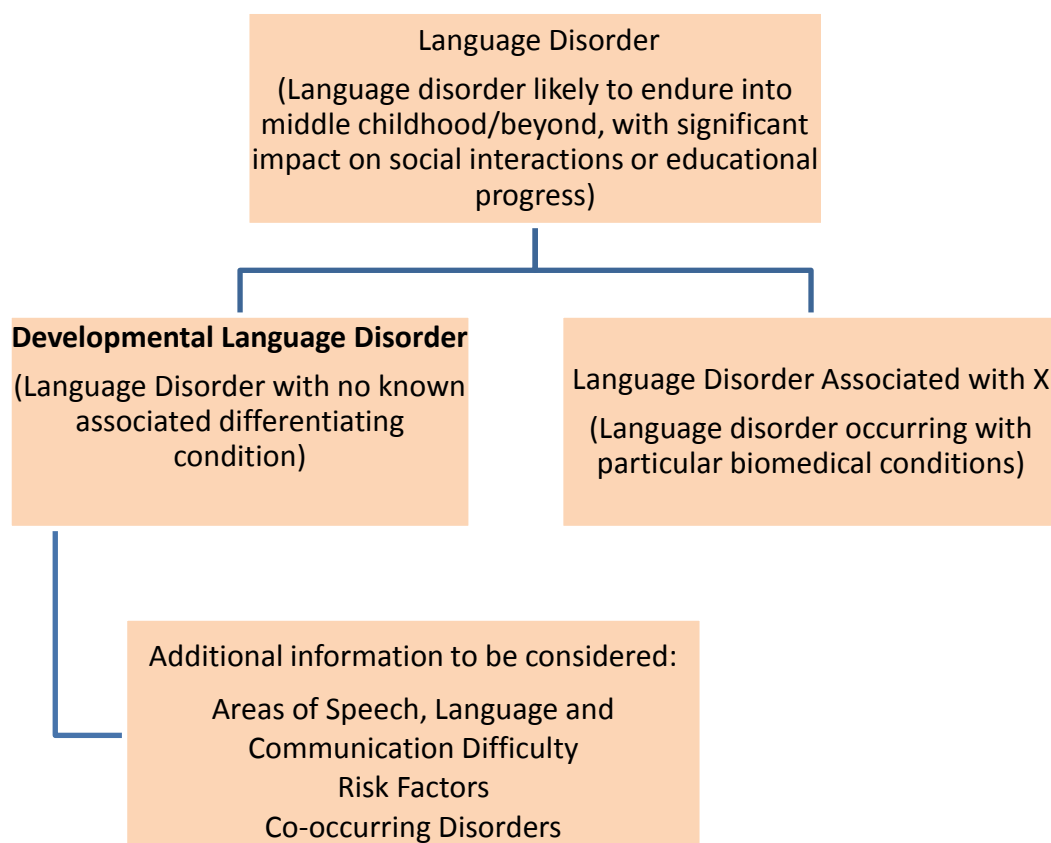 Language Disorder
(Language disorder likely to endure into
middle childhood/beyond, with significant
impact on social interactions or educational
progress)
Developmental Language Disorder
(Language Disorder with no known
associated differentiating
condition)
Language Disorder Associated with X
(Language disorder occurring with
particular biomedical conditions)
Additional information to be considered:
Areas of Speech, Language and
Communication Difficulty
Risk Factors
Co-occurring Disorders